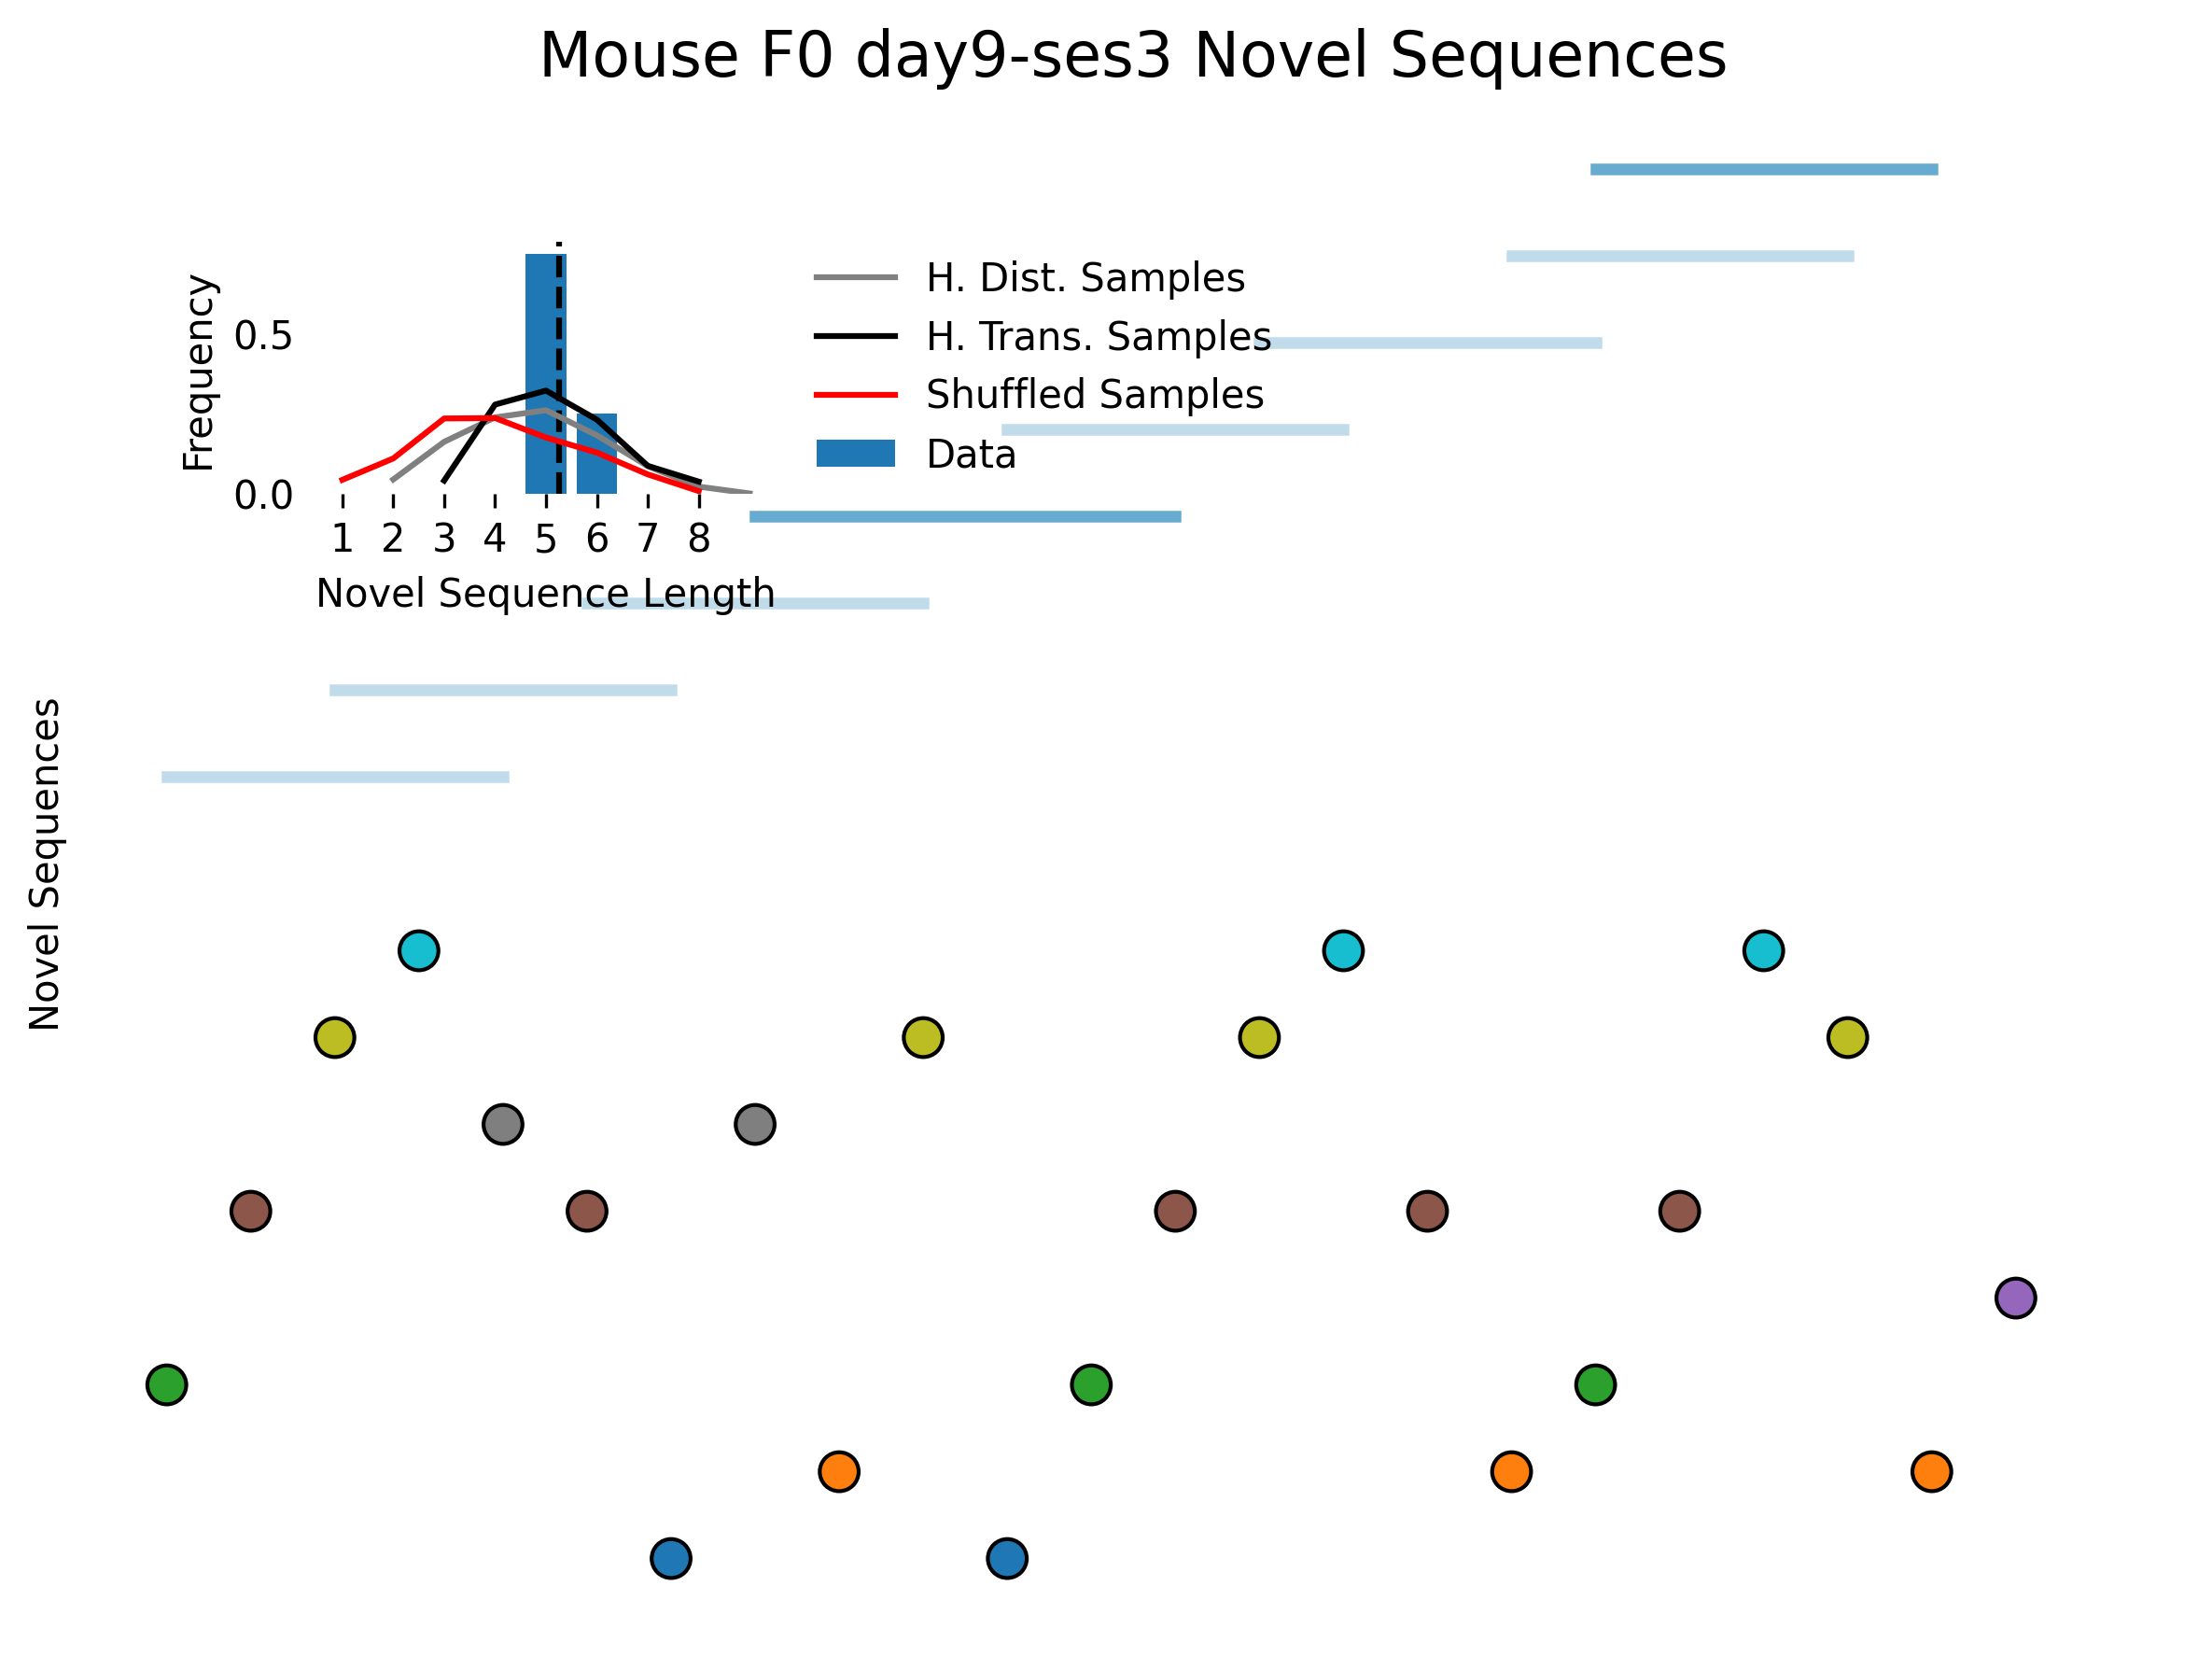 Mouse F0 day9-ses3 Novel Sequences
Frequency
0.5
0.0
1 2 3 4 5 6 7 8
Novel Sequence Length
H. Dist. Samples
H. Trans. Samples
Shuffled Samples
Data
Novel Sequences